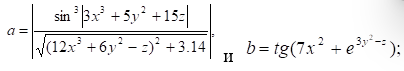 a = | sin³|3x³ + 5y² + 15z| / √((12x³ + 6y² − z)² + 3.14) |, и b = tg(7x² + e^(3y²−z));